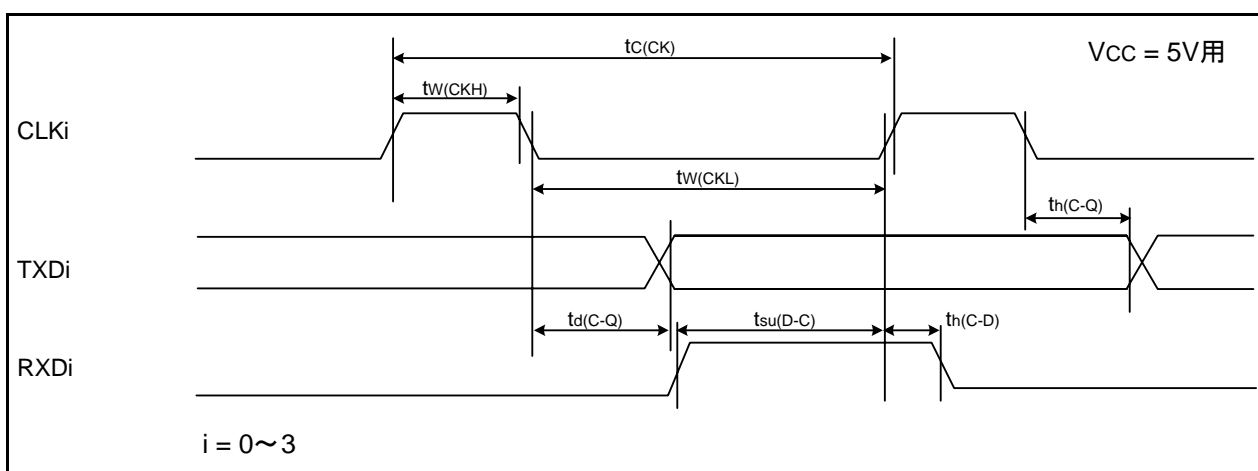 tC(CK)
VCC = 5V用
tW(CKH)
CLKi
tW(CKL)
th(C-Q)
TXDi
td(C-Q)
tsu(D-C)
th(C-D)
RXDi
i = 0〜3